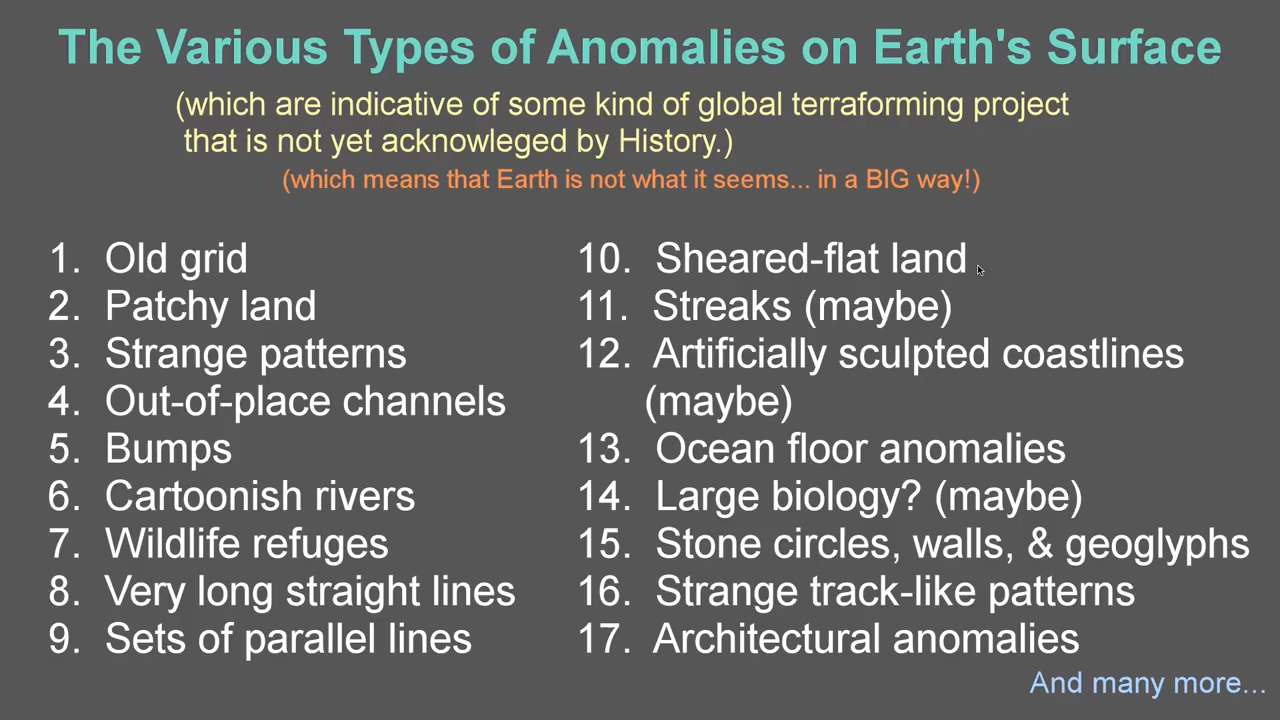 The Various Types of Anomalies on Earth's Surface
(which are indicative of some kind of global terraforming project
that is not yet acknowleged by History.)
(which means that Earth is not what it seems... in a BIG way!)
1. Old grid
2. Patchy land
3. Strange patterns
4. Out-of-place channels
5. Bumps
6. Cartoonish rivers
7. Wildlife refuges
8. Very long straight lines
9. Sets of parallel lines
10. Sheared-flat land
11. Streaks (maybe)
12. Artificially sculpted coastlines
(maybe)
13. Ocean floor anomalies
14. Large biology? (maybe)
15. Stone circles, walls, & geoglyphs
16. Strange track-like patterns
17. Architectural anomalies
And many more...